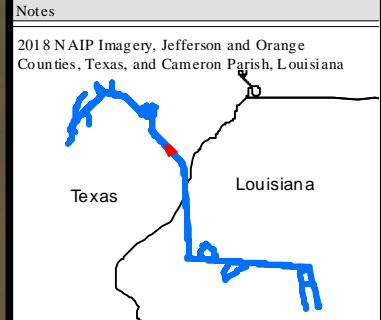 Notes
2018 NAIP Imagery, Jefferson and Orange
Counties, Texas, and Cameron Parish, Louisiana
Texas
Louisiana